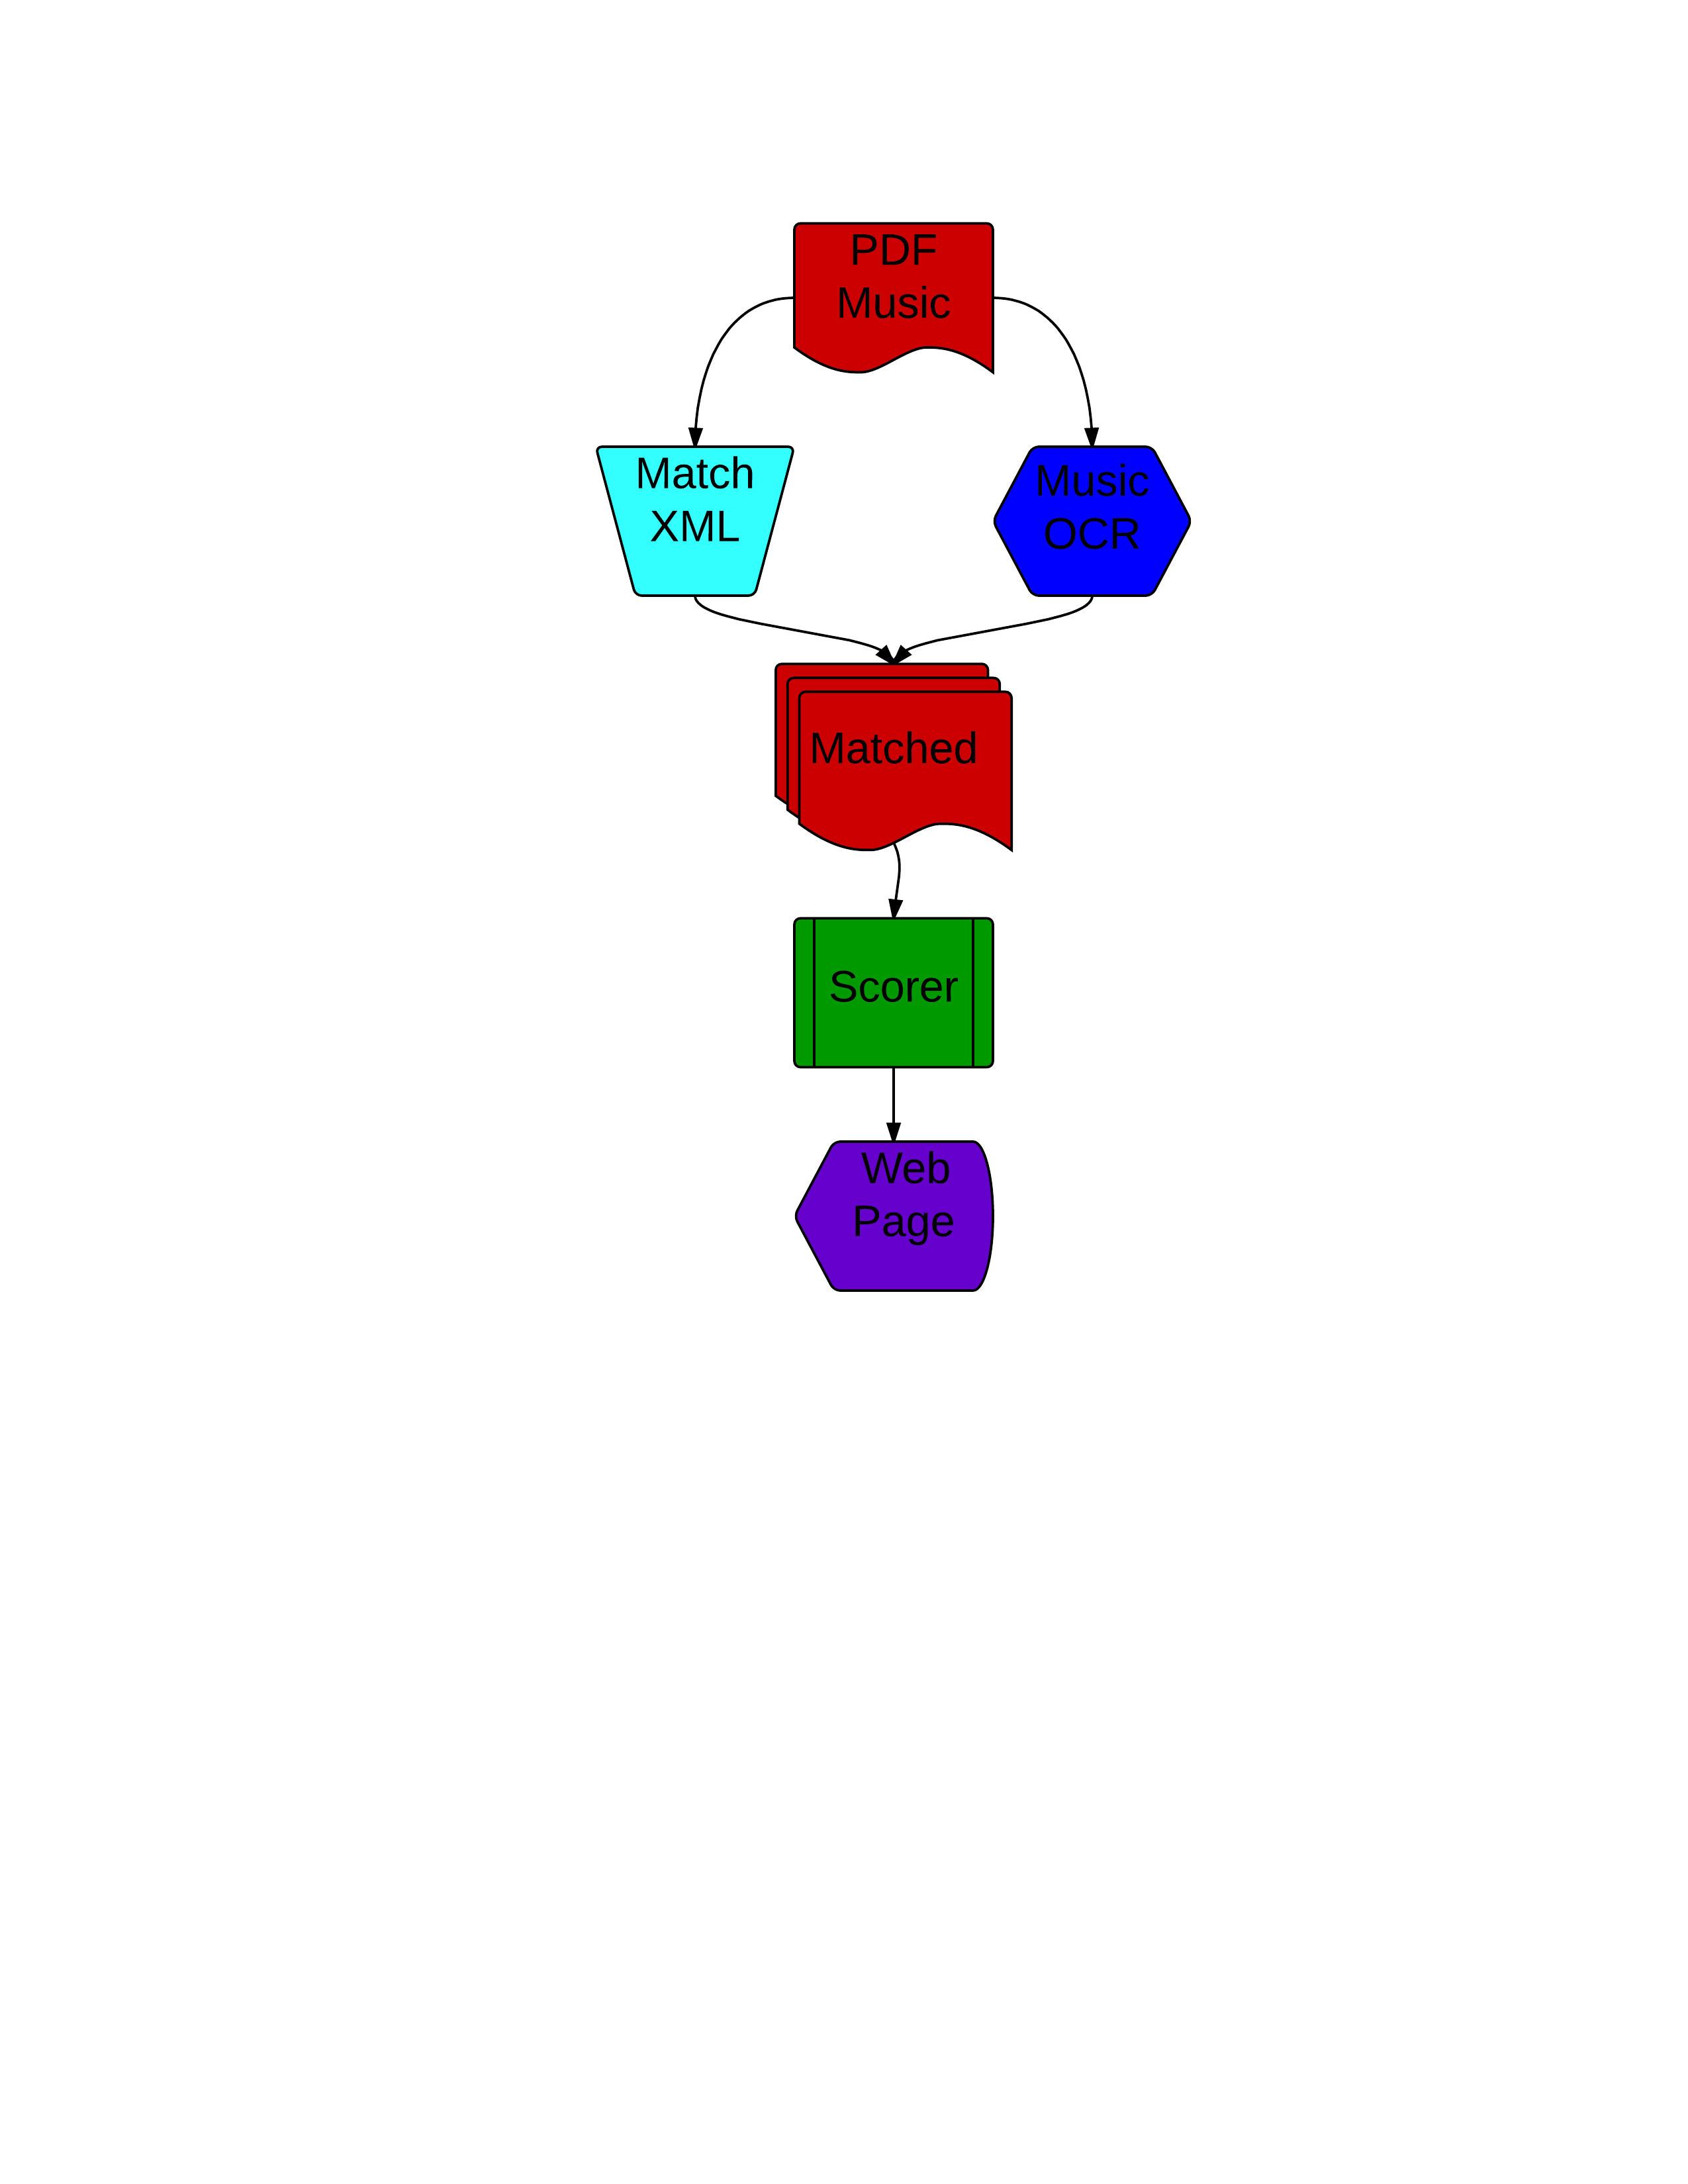 PDF
Music
Match
XML
Music
OCR
Matched
Scorer
Web
Page